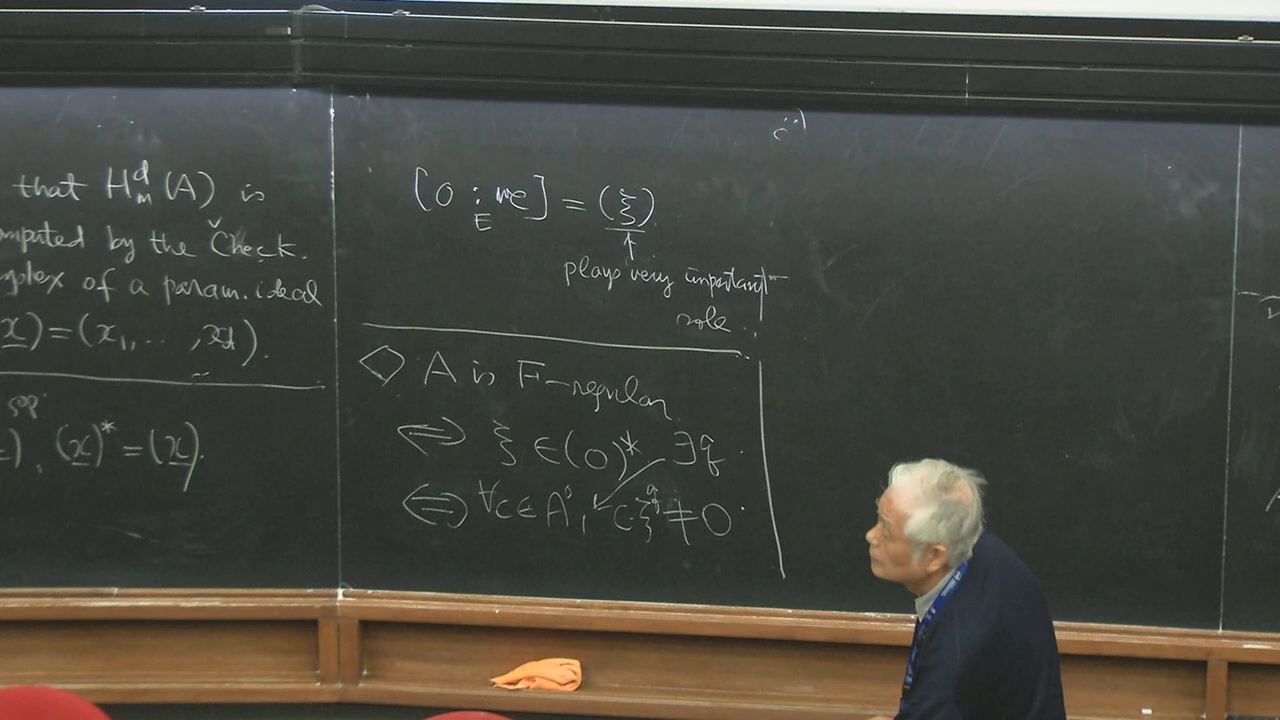 that H^d_m(A) is
mputed by the Čheck.
mplex of a param. ideal
x) = (x_1, ..., x_d).
sop
), (x)^* = (x).
[0 :_E m] = (ξ).
↑
plays very important
role.
◇ A is F-regular
⟺ ξ ∈ (0)^* ∃q.
⟺ ∀c ∈ A°, cξ^q ≠ 0.